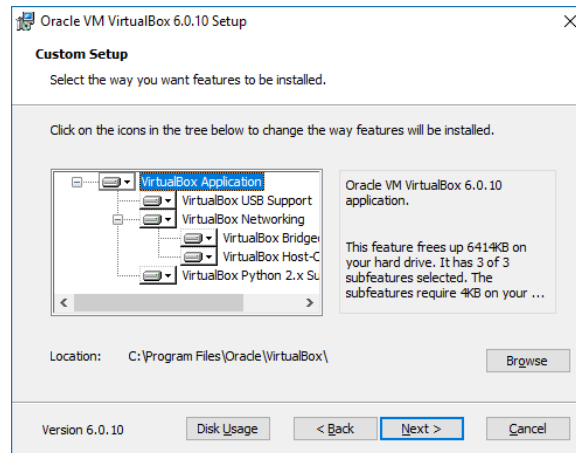 Oracle VM VirtualBox 6.0.10 Setup
Custom Setup
Select the way you want features to be installed.
Click on the icons in the tree below to change the way features will be installed.
VirtualBox Application
VirtualBox USB Support
VirtualBox Networking
VirtualBox Bridge
VirtualBox Host-C
VirtualBox Python 2.x Su
Oracle VM VirtualBox 6.0.10
application.
This feature frees up 6414KB on
your hard drive. It has 3 of 3
subfeatures selected. The
subfeatures require 4KB on your ...
Location: C:\Program Files\Oracle\VirtualBox\
Browse
Version 6.0.10
Disk Usage
< Back
Next >
Cancel